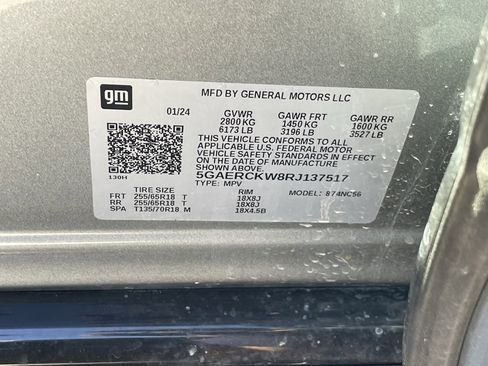 gm
MFD BY GENERAL MOTORS LLC
01/24 GVWR GAWR FRT GAWR RR
2800 KG 1450 KG 1600 KG
6173 LB 3196 LB 3527 LB
THIS VEHICLE CONFORMS TO ALL
APPLICABLE U.S. FEDERAL MOTOR
VEHICLE SAFETY STANDARDS IN EFFECT
ON THE DATE OF MANUFACTURE
SHOWN ABOVE.
5GAERCKW8RJ137517
130H TYPE: MPV MODEL: 874NC56
TIRE SIZE RIM
FRT 255/65R18 T 18X8J
RR 255/65R18 T 18X8J
SPA T135/70R18 M 18X4.5B